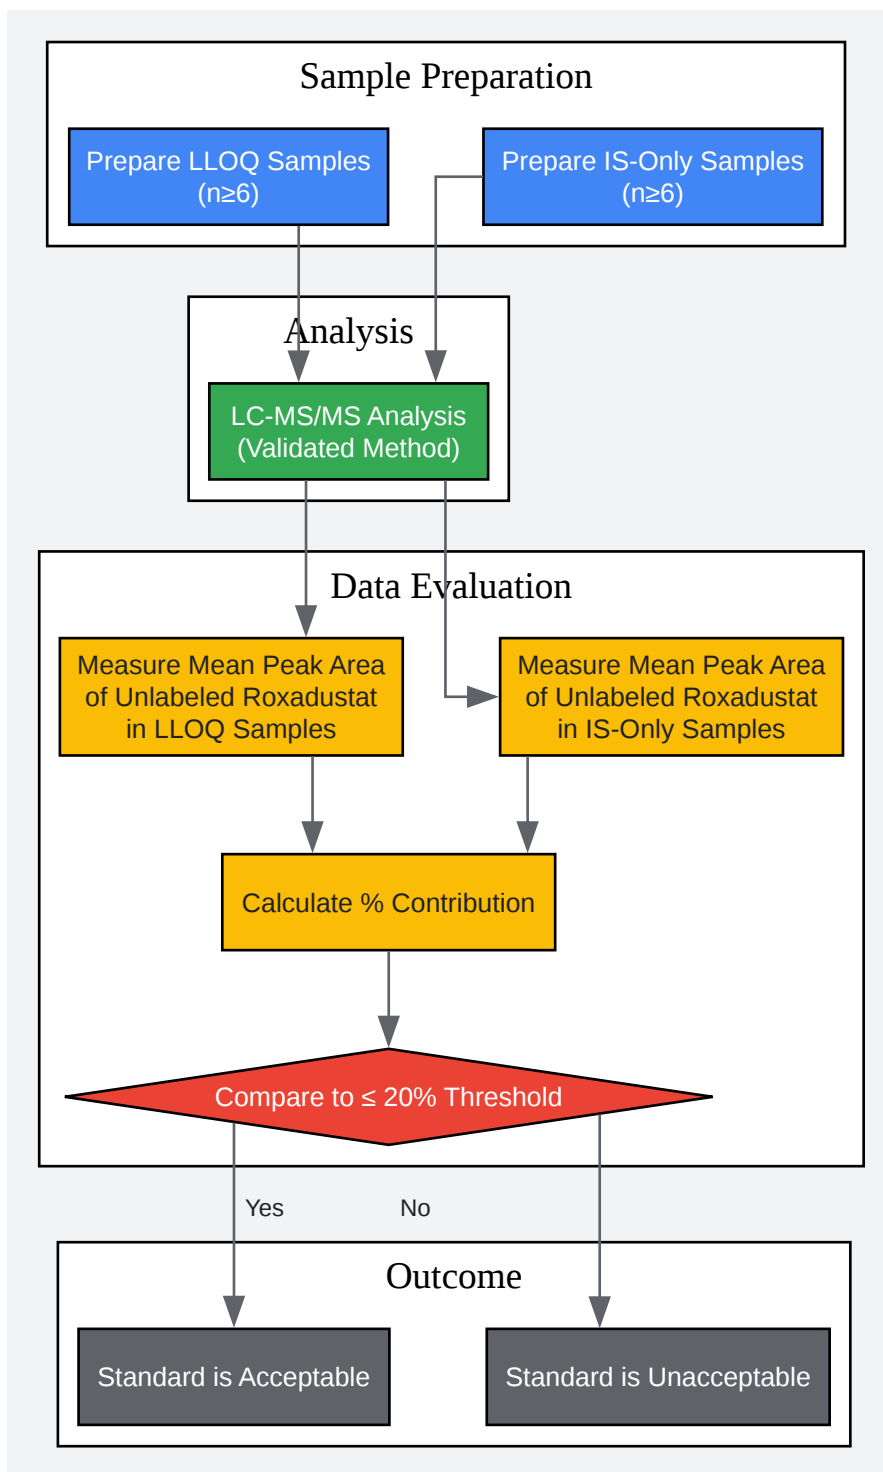 Sample Preparation
Prepare LLOQ Samples
(n≥6)
Prepare IS-Only Samples
(n≥6)
Analysis
LC-MS/MS Analysis
(Validated Method)
Data Evaluation
Measure Mean Peak Area
of Unlabeled Roxadustat
in LLOQ Samples
Measure Mean Peak Area
of Unlabeled Roxadustat
in IS-Only Samples
Calculate % Contribution
Compare to ≤ 20% Threshold
Yes
No
Outcome
Standard is Acceptable
Standard is Unacceptable